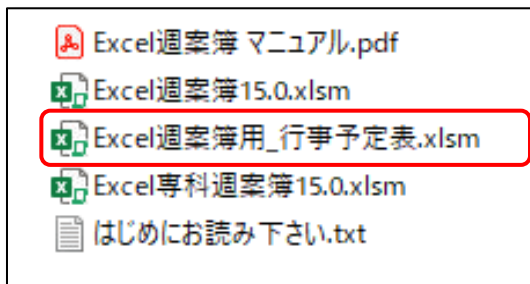 Excel週案簿 マニュアル.pdf
Excel週案簿15.0.xlsm
Excel週案簿用_行事予定表.xlsm
Excel専科週案簿15.0.xlsm
はじめにお読み下さい.txt